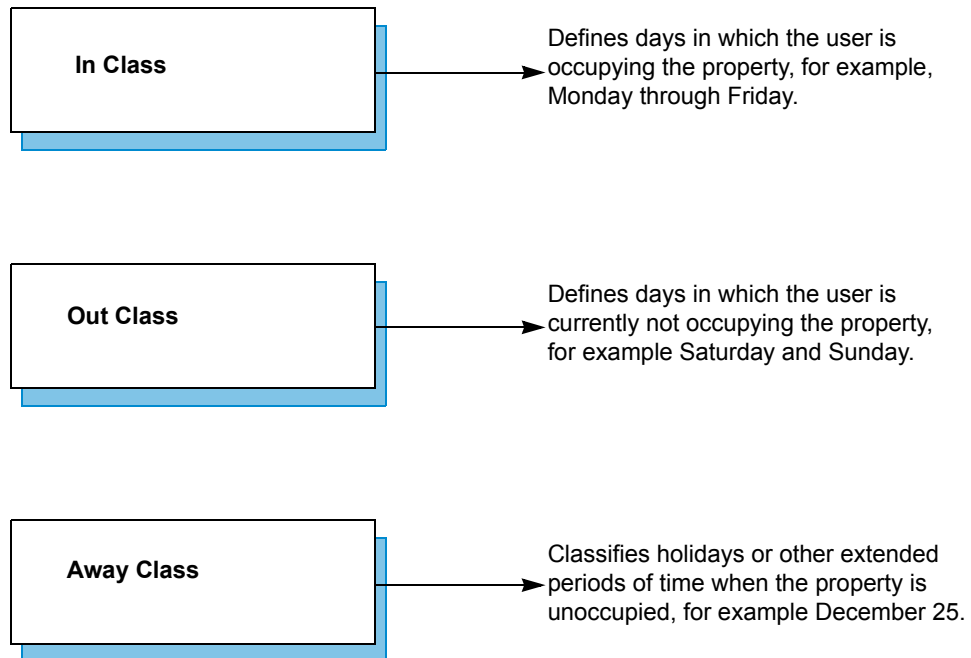 In Class
Defines days in which the user is
occupying the property, for example,
Monday through Friday.
Out Class
Defines days in which the user is
currently not occupying the property,
for example Saturday and Sunday.
Away Class
Classifies holidays or other extended
periods of time when the property is
unoccupied, for example December 25.